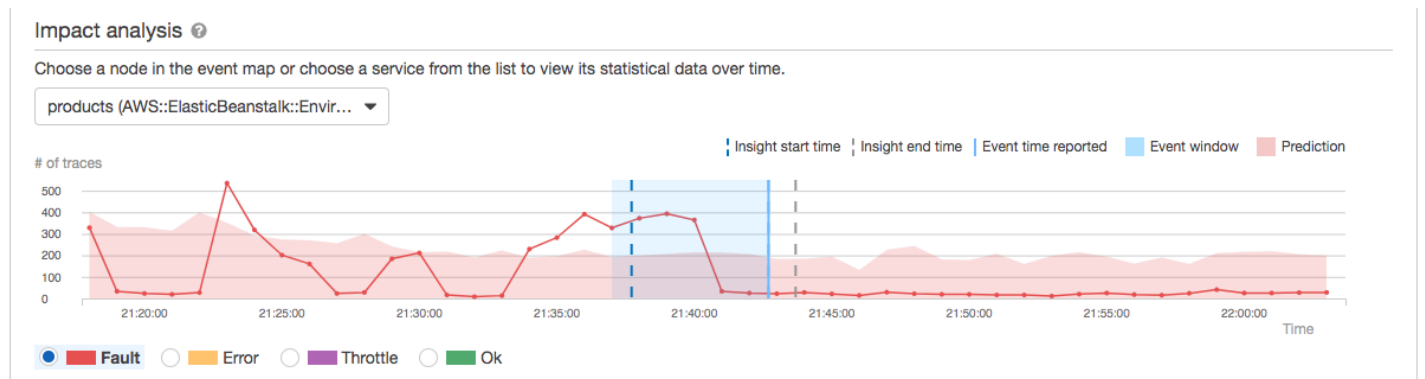 Impact analysis ?
Choose a node in the event map or choose a service from the list to view its statistical data over time.
products (AWS::ElasticBeanstalk::Envir...
Insight start time Insight end time Event time reported Event window Prediction
# of traces
500
400
300
200
100
0
21:20:00 21:25:00 21:30:00 21:35:00 21:40:00 21:45:00 21:50:00 21:55:00 22:00:00
Time
Fault Error Throttle Ok